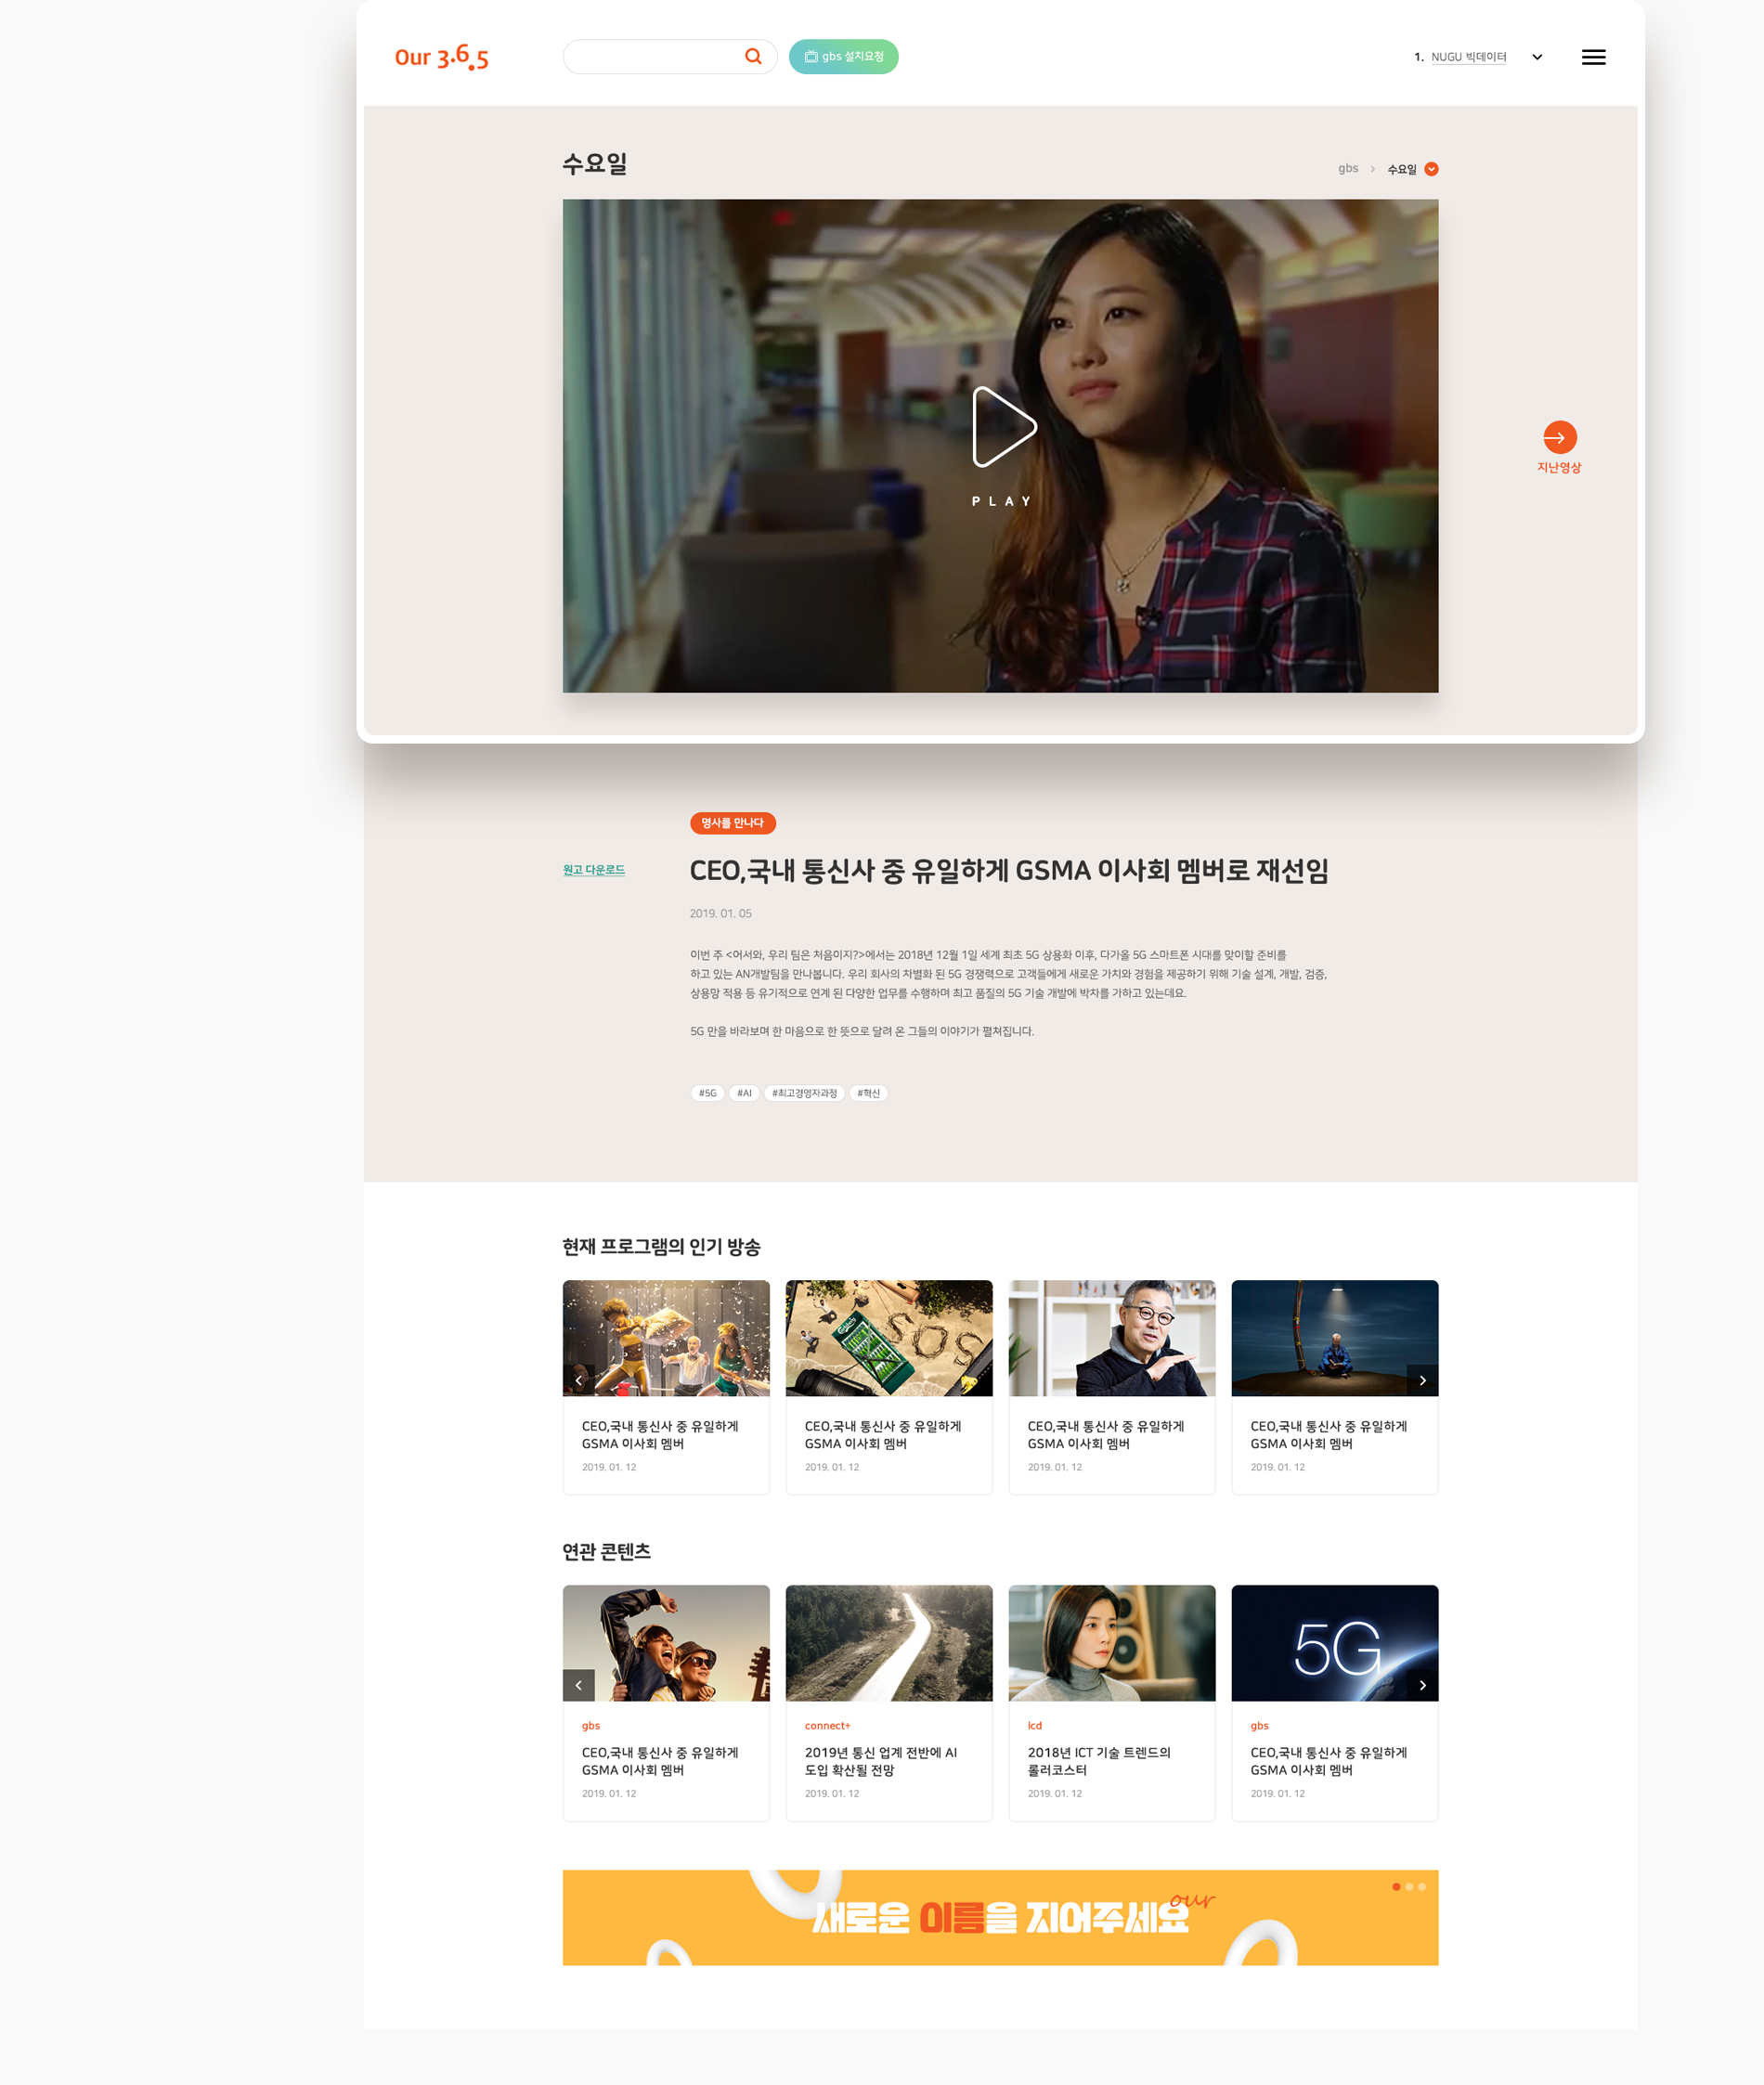 Our 3.6.5
gbs 설치요청
1. NUGU 빅데이터
수요일
gbs > 수요일
PLAY
지난영상
명사를 만나다
원고 다운로드
CEO,국내 통신사 중 유일하게 GSMA 이사회 멤버로 재선임
2019. 01. 05
이번 주 <어서와, 우리 팀은 처음이지?>에서는 2018년 12월 1일 세계 최초 5G 상용화 이후, 다가올 5G 스마트폰 시대를 맞이할 준비를
하고 있는 AN개발팀을 만나봅니다. 우리 회사의 차별화 된 5G 경쟁력으로 고객들에게 새로운 가치와 경험을 제공하기 위해 기술 설계, 개발, 검증,
상용망 적용 등 유기적으로 연계 된 다양한 업무를 수행하며 최고 품질의 5G 기술 개발에 박차를 가하고 있는데요.
5G 만을 바라보며 한 마음으로 한 뜻으로 달려 온 그들의 이야기가 펼쳐집니다.
#5G #AI #최고경영자과정 #혁신
현재 프로그램의 인기 방송
SOS
CEO,국내 통신사 중 유일하게
GSMA 이사회 멤버
2019. 01. 12
CEO,국내 통신사 중 유일하게
GSMA 이사회 멤버
2019. 01. 12
CEO,국내 통신사 중 유일하게
GSMA 이사회 멤버
2019. 01. 12
CEO,국내 통신사 중 유일하게
GSMA 이사회 멤버
2019. 01. 12
연관 콘텐츠
5G
gbs
CEO,국내 통신사 중 유일하게
GSMA 이사회 멤버
2019. 01. 12
connect+
2019년 통신 업계 전반에 AI
도입 확산될 전망
2019. 01. 12
lcd
2018년 ICT 기술 트렌드의
롤러코스터
2019. 01. 12
gbs
CEO,국내 통신사 중 유일하게
GSMA 이사회 멤버
2019. 01. 12
our
새로운 이름을 지어주세요